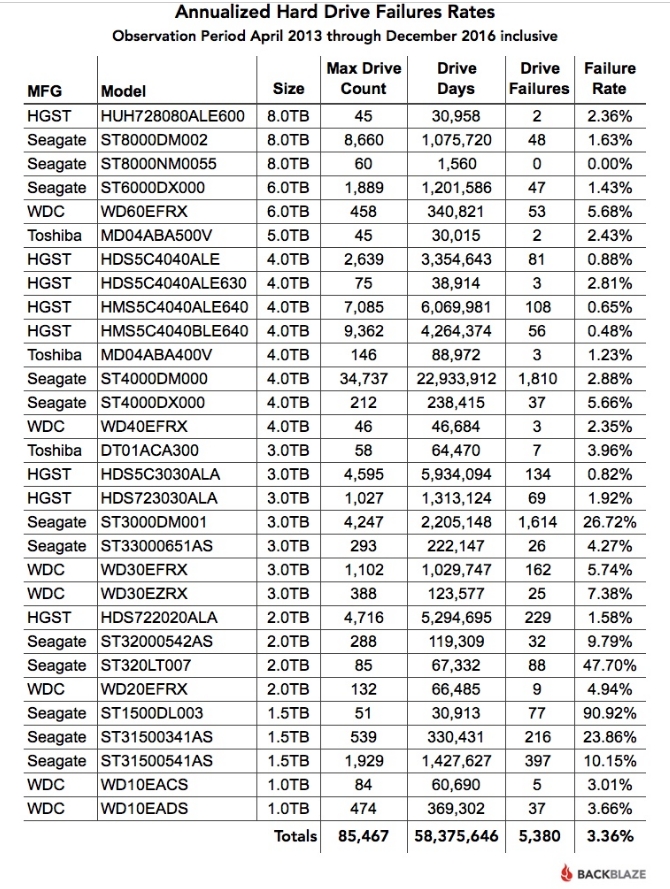 Annualized Hard Drive Failures Rates
Observation Period April 2013 through December 2016 inclusive
MFG Model Size Max Drive Count Drive Days Drive Failures Failure Rate
HGST HUH728080ALE600 8.0TB 45 30,958 2 2.36%
Seagate ST8000DM002 8.0TB 8,660 1,075,720 48 1.63%
Seagate ST8000NM0055 8.0TB 60 1,560 0 0.00%
Seagate ST6000DX000 6.0TB 1,889 1,201,586 47 1.43%
WDC WD60EFRX 6.0TB 458 340,821 53 5.68%
Toshiba MD04ABA500V 5.0TB 45 30,015 2 2.43%
HGST HDS5C4040ALE 4.0TB 2,639 3,354,643 81 0.88%
HGST HDS5C4040ALE630 4.0TB 75 38,914 3 2.81%
HGST HMS5C4040ALE640 4.0TB 7,085 6,069,981 108 0.65%
HGST HMS5C4040BLE640 4.0TB 9,362 4,264,374 56 0.48%
Toshiba MD04ABA400V 4.0TB 146 88,972 3 1.23%
Seagate ST4000DM000 4.0TB 34,737 22,933,912 1,810 2.88%
Seagate ST4000DX000 4.0TB 212 238,415 37 5.66%
WDC WD40EFRX 4.0TB 46 46,684 3 2.35%
Toshiba DT01ACA300 3.0TB 58 64,470 7 3.96%
HGST HDS5C3030ALA 3.0TB 4,595 5,934,094 134 0.82%
HGST HDS723030ALA 3.0TB 1,027 1,313,124 69 1.92%
Seagate ST3000DM001 3.0TB 4,247 2,205,148 1,614 26.72%
Seagate ST33000651AS 3.0TB 293 222,147 26 4.27%
WDC WD30EFRX 3.0TB 1,102 1,029,747 162 5.74%
WDC WD30EZRX 3.0TB 388 123,577 25 7.38%
HGST HDS722020ALA 2.0TB 4,716 5,294,695 229 1.58%
Seagate ST32000542AS 2.0TB 288 119,309 32 9.79%
Seagate ST320LT007 2.0TB 85 67,332 88 47.70%
WDC WD20EFRX 2.0TB 132 66,485 9 4.94%
Seagate ST1500DL003 1.5TB 51 30,913 77 90.92%
Seagate ST31500341AS 1.5TB 539 330,431 216 23.86%
Seagate ST31500541AS 1.5TB 1,929 1,427,627 397 10.15%
WDC WD10EACS 1.0TB 84 60,690 5 3.01%
WDC WD10EADS 1.0TB 474 369,302 37 3.66%
Totals 85,467 58,375,646 5,380 3.36%
BACKBLAZE